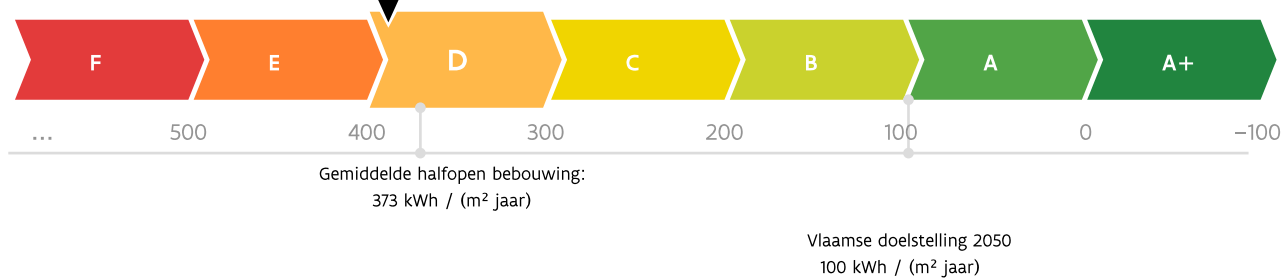 F E D C B A A+
... 500 400 300 200 100 0 −100
Gemiddelde halfopen bebouwing:
373 kWh / (m² jaar)
Vlaamse doelstelling 2050
100 kWh / (m² jaar)